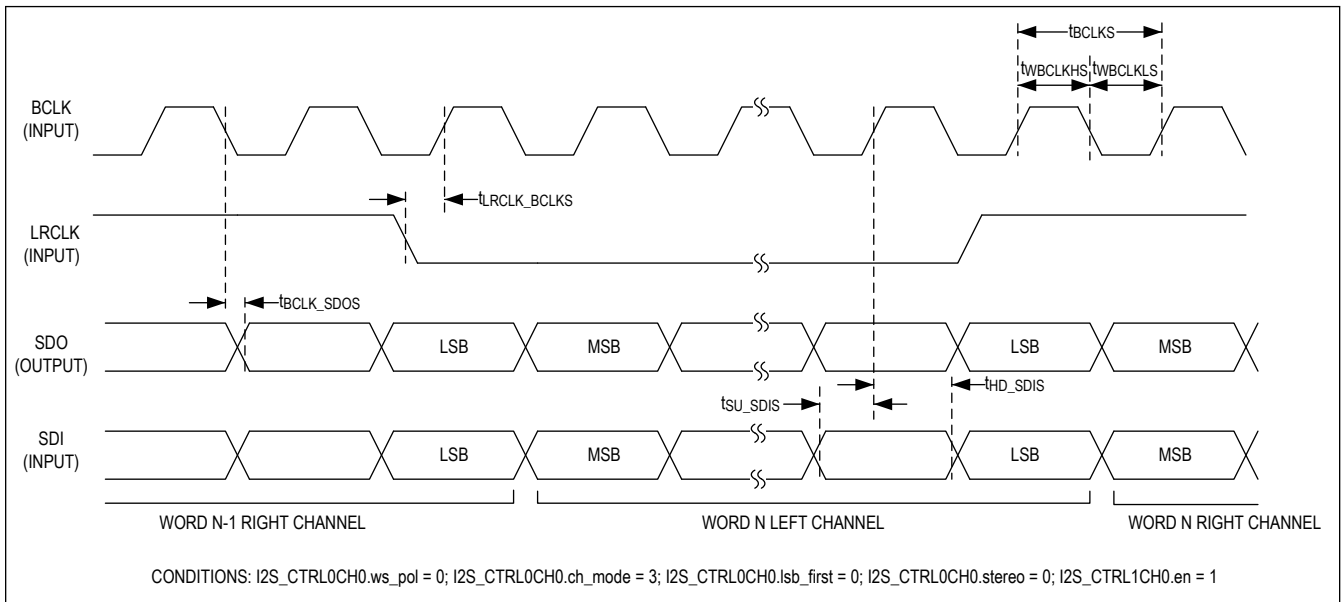 tBCLKS
tWBCLKHS tWBCLKLS
BCLK
(INPUT)
tLRCLK_BCLKS
LRCLK
(INPUT)
tBCLK_SDOS
SDO
(OUTPUT)
LSB MSB LSB MSB
tSU_SDIS tHD_SDIS
SDI
(INPUT)
LSB MSB LSB MSB
WORD N-1 RIGHT CHANNEL WORD N LEFT CHANNEL WORD N RIGHT CHANNEL
CONDITIONS: I2S_CTRL0CH0.ws_pol = 0; I2S_CTRL0CH0.ch_mode = 3; I2S_CTRL0CH0.lsb_first = 0; I2S_CTRL0CH0.stereo = 0; I2S_CTRL1CH0.en = 1